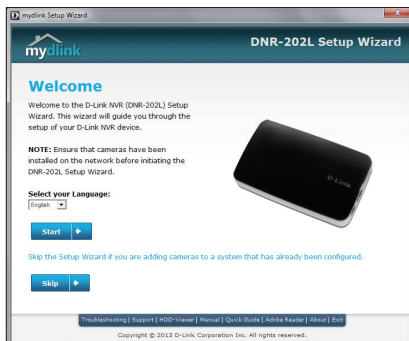 mydlink Setup Wizard
mydlink
DNR-202L Setup Wizard
Welcome
Welcome to the D-Link NVR (DNR-202L) Setup
Wizard. This wizard will guide you through the
setup of your D-Link NVR device.
NOTE: Ensure that cameras have been
installed on the network before initiating the
DNR-202L Setup Wizard.
D-Link
Select your Language:
English
Start
Skip the Setup Wizard if you are adding cameras to a system that has already been configured.
Skip
Troubleshooting | Support | HDD-Viewer | Manual | Quick Guide | Adobe Reader | About | Exit
Copyright © 2013 D-Link Corporation Inc. All rights reserved.